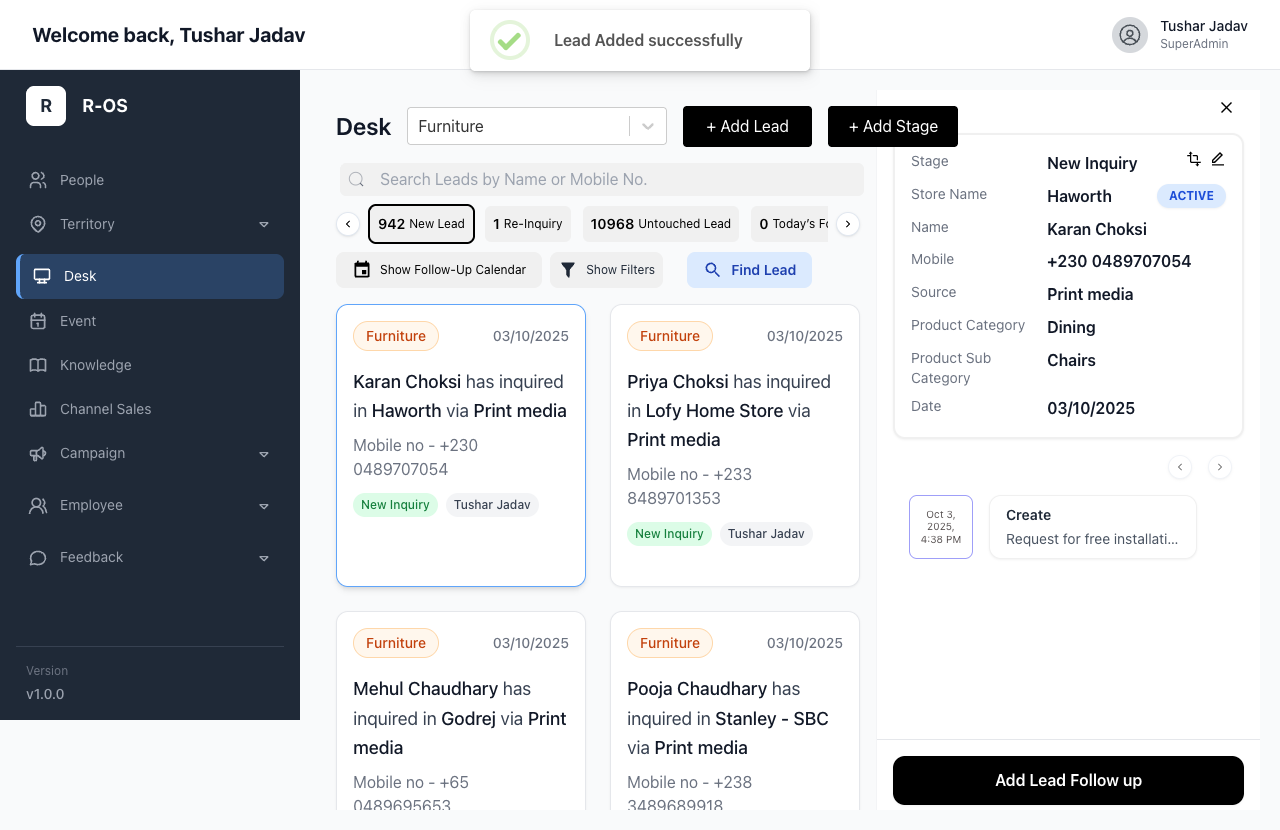 Welcome back, Tushar Jadav
Lead Added successfully
Tushar Jadav
SuperAdmin
R
R-OS
People
Territory
Desk
Event
Knowledge
Channel Sales
Campaign
Employee
Feedback
Version
v1.0.0
Desk
Furniture
+ Add Lead
+ Add Stage
Search Leads by Name or Mobile No.
942 New Lead
1 Re-Inquiry
10968 Untouched Lead
0 Today's
Show Follow-Up Calendar
Show Filters
Find Lead
Furniture
03/10/2025
Karan Choksi has inquired
in Haworth via Print media
Mobile no - +230
0489707054
New Inquiry
Tushar Jadav
Furniture
03/10/2025
Priya Choksi has inquired
in Lofy Home Store via
Print media
Mobile no - +233
8489701353
New Inquiry
Tushar Jadav
Furniture
03/10/2025
Mehul Chaudhary has
inquired in Godrej via Print
media
Mobile no - +65
0489695653
Furniture
03/10/2025
Pooja Chaudhary has
inquired in Stanley - SBC
via Print media
Mobile no - +238
3489689918
Stage
New Inquiry
Store Name
Haworth
ACTIVE
Name
Karan Choksi
Mobile
+230 0489707054
Source
Print media
Product Category
Dining
Product Sub
Category
Chairs
Date
03/10/2025
Oct 3,
2025,
4:38 PM
Create
Request for free installati...
Add Lead Follow up